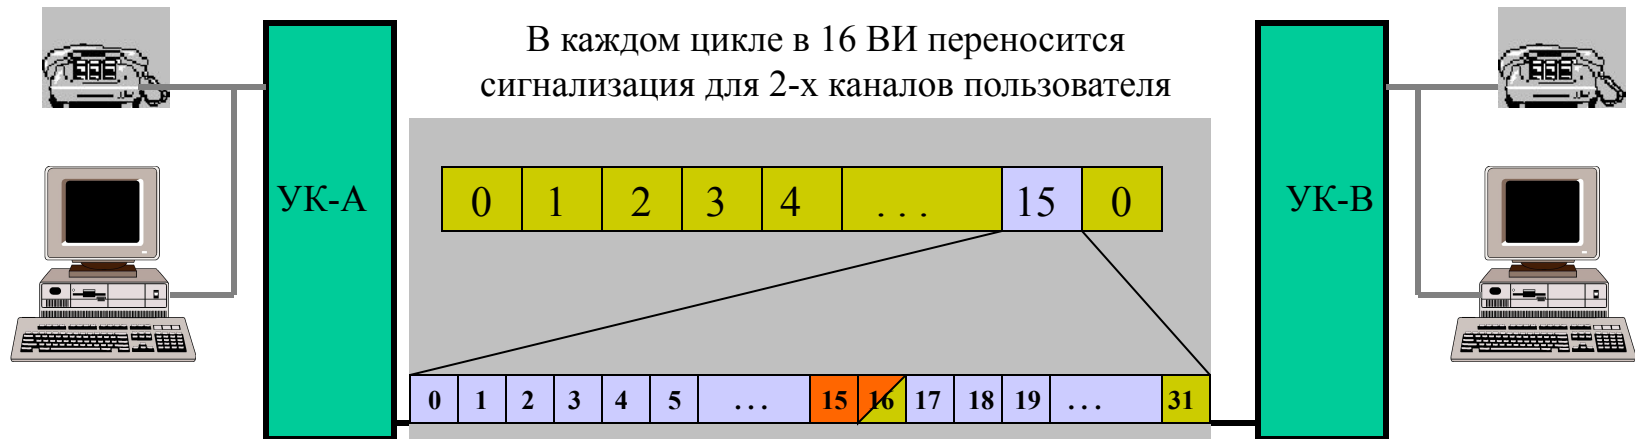 В каждом цикле в 16 ВИ переносится
сигнализация для 2-х каналов пользователя
УК-А
0 1 2 3 4 . . . 15 0
УК-В
0 1 2 3 4 5 . . . 15 16 17 18 19 . . . 31